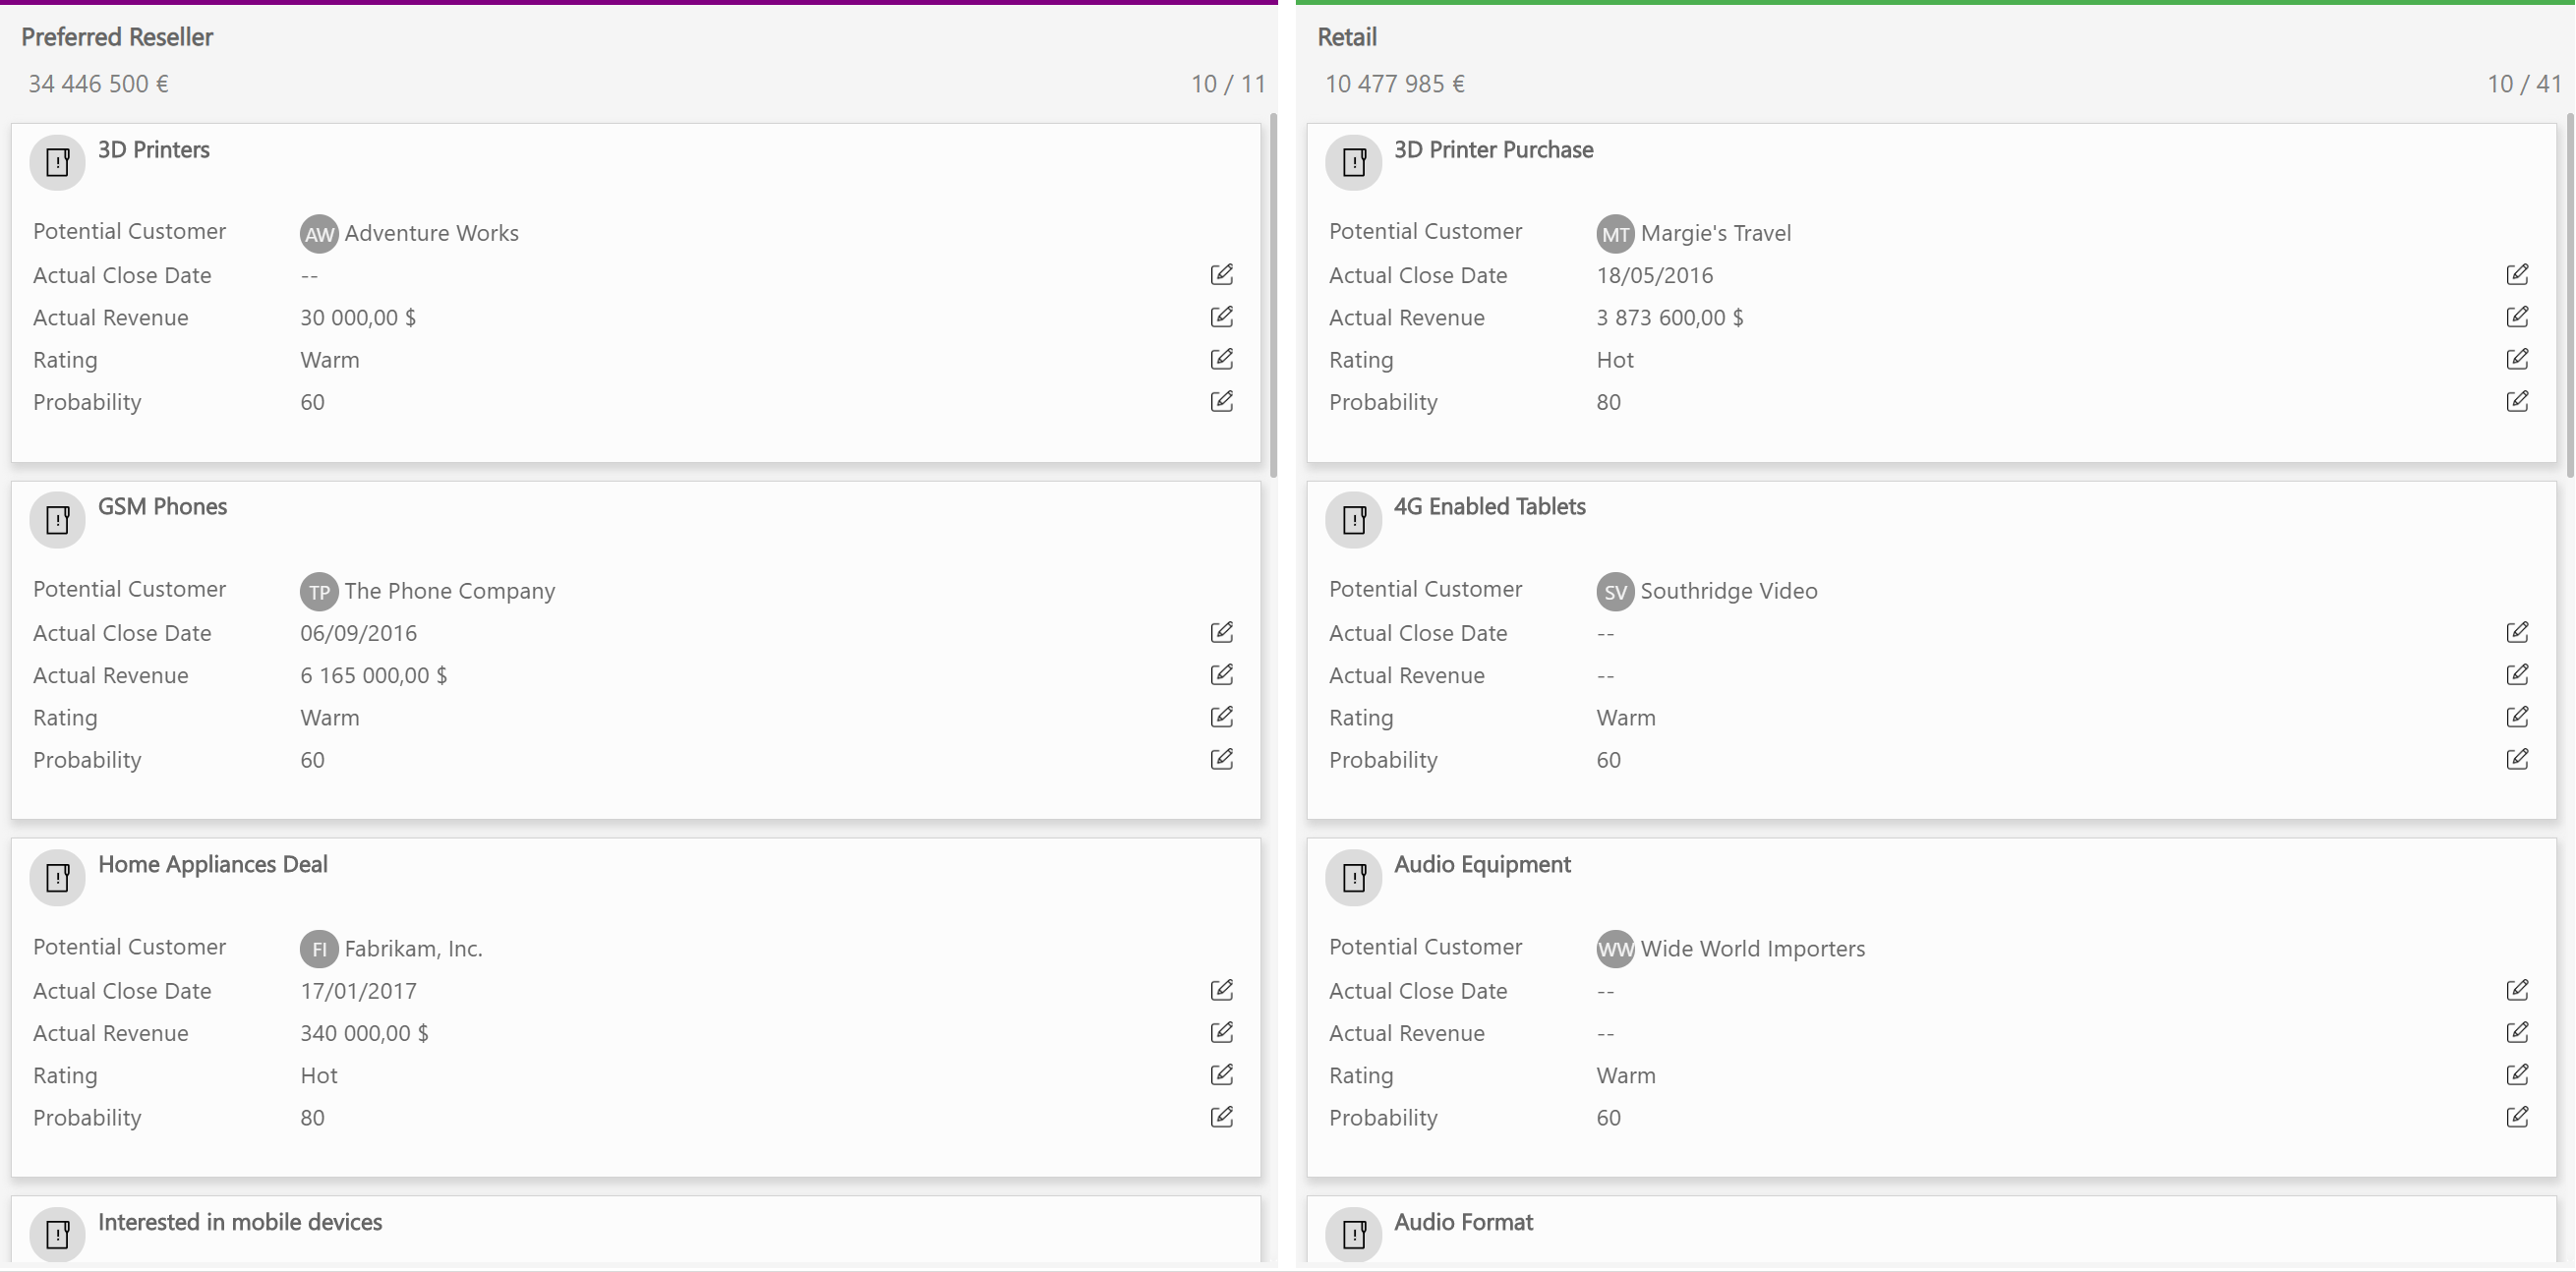 Preferred Reseller
34 446 500 €
10 / 11
3D Printers
Potential Customer AW Adventure Works
Actual Close Date --
Actual Revenue 30 000,00 $
Rating Warm
Probability 60
GSM Phones
Potential Customer TP The Phone Company
Actual Close Date 06/09/2016
Actual Revenue 6 165 000,00 $
Rating Warm
Probability 60
Home Appliances Deal
Potential Customer FI Fabrikam, Inc.
Actual Close Date 17/01/2017
Actual Revenue 340 000,00 $
Rating Hot
Probability 80
Interested in mobile devices
Retail
10 477 985 €
10 / 41
3D Printer Purchase
Potential Customer MT Margie's Travel
Actual Close Date 18/05/2016
Actual Revenue 3 873 600,00 $
Rating Hot
Probability 80
4G Enabled Tablets
Potential Customer SV Southridge Video
Actual Close Date --
Actual Revenue --
Rating Warm
Probability 60
Audio Equipment
Potential Customer WW Wide World Importers
Actual Close Date --
Actual Revenue --
Rating Warm
Probability 60
Audio Format